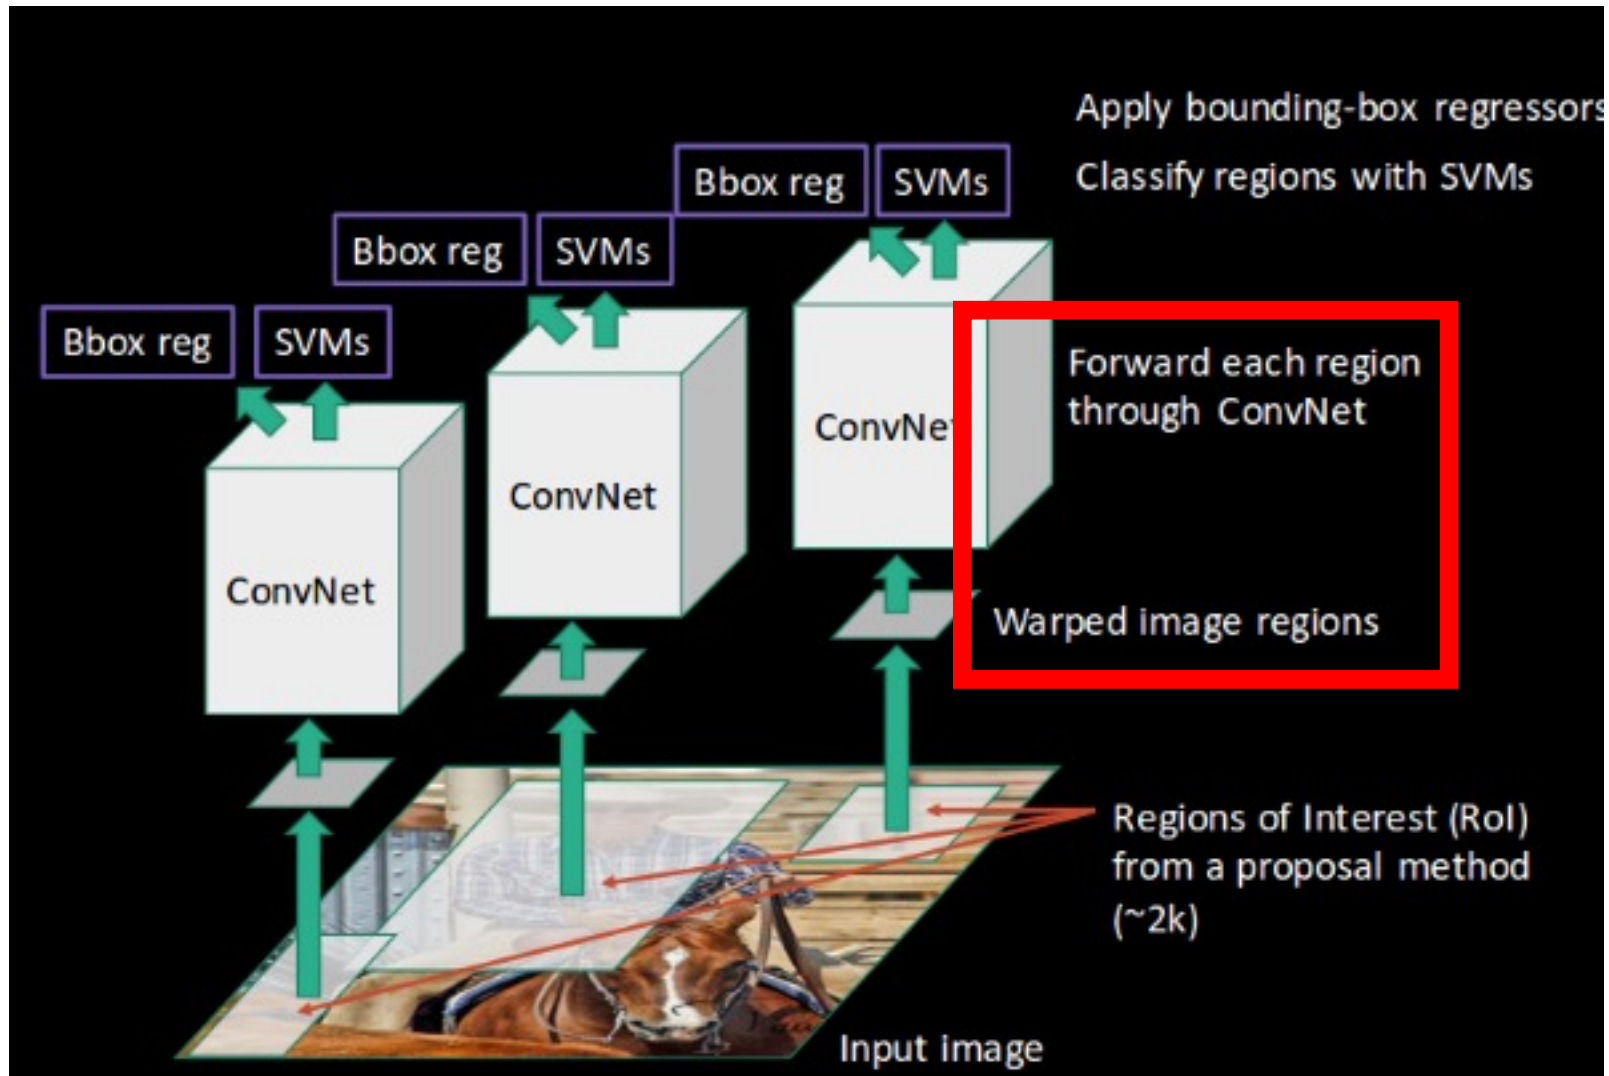 Apply bounding-box regressors
Bbox reg
SVMs
Classify regions with SVMs
Bbox reg
SVMs
Bbox reg
SVMs
Forward each region
through ConvNet
ConvNe
ConvNet
ConvNet
Warped image regions
Regions of Interest (RoI)
from a proposal method
(~2k)
Input image